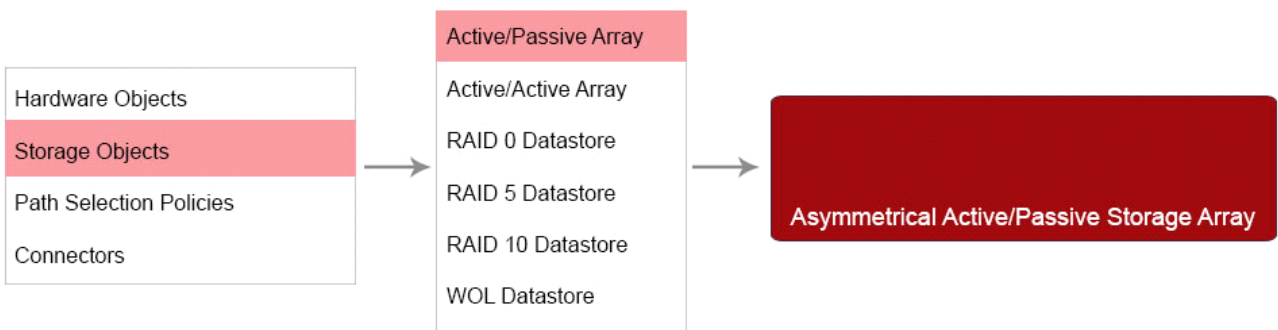 Hardware Objects
Storage Objects
Path Selection Policies
Connectors
Active/Passive Array
Active/Active Array
RAID 0 Datastore
RAID 5 Datastore
RAID 10 Datastore
WOL Datastore
Asymmetrical Active/Passive Storage Array